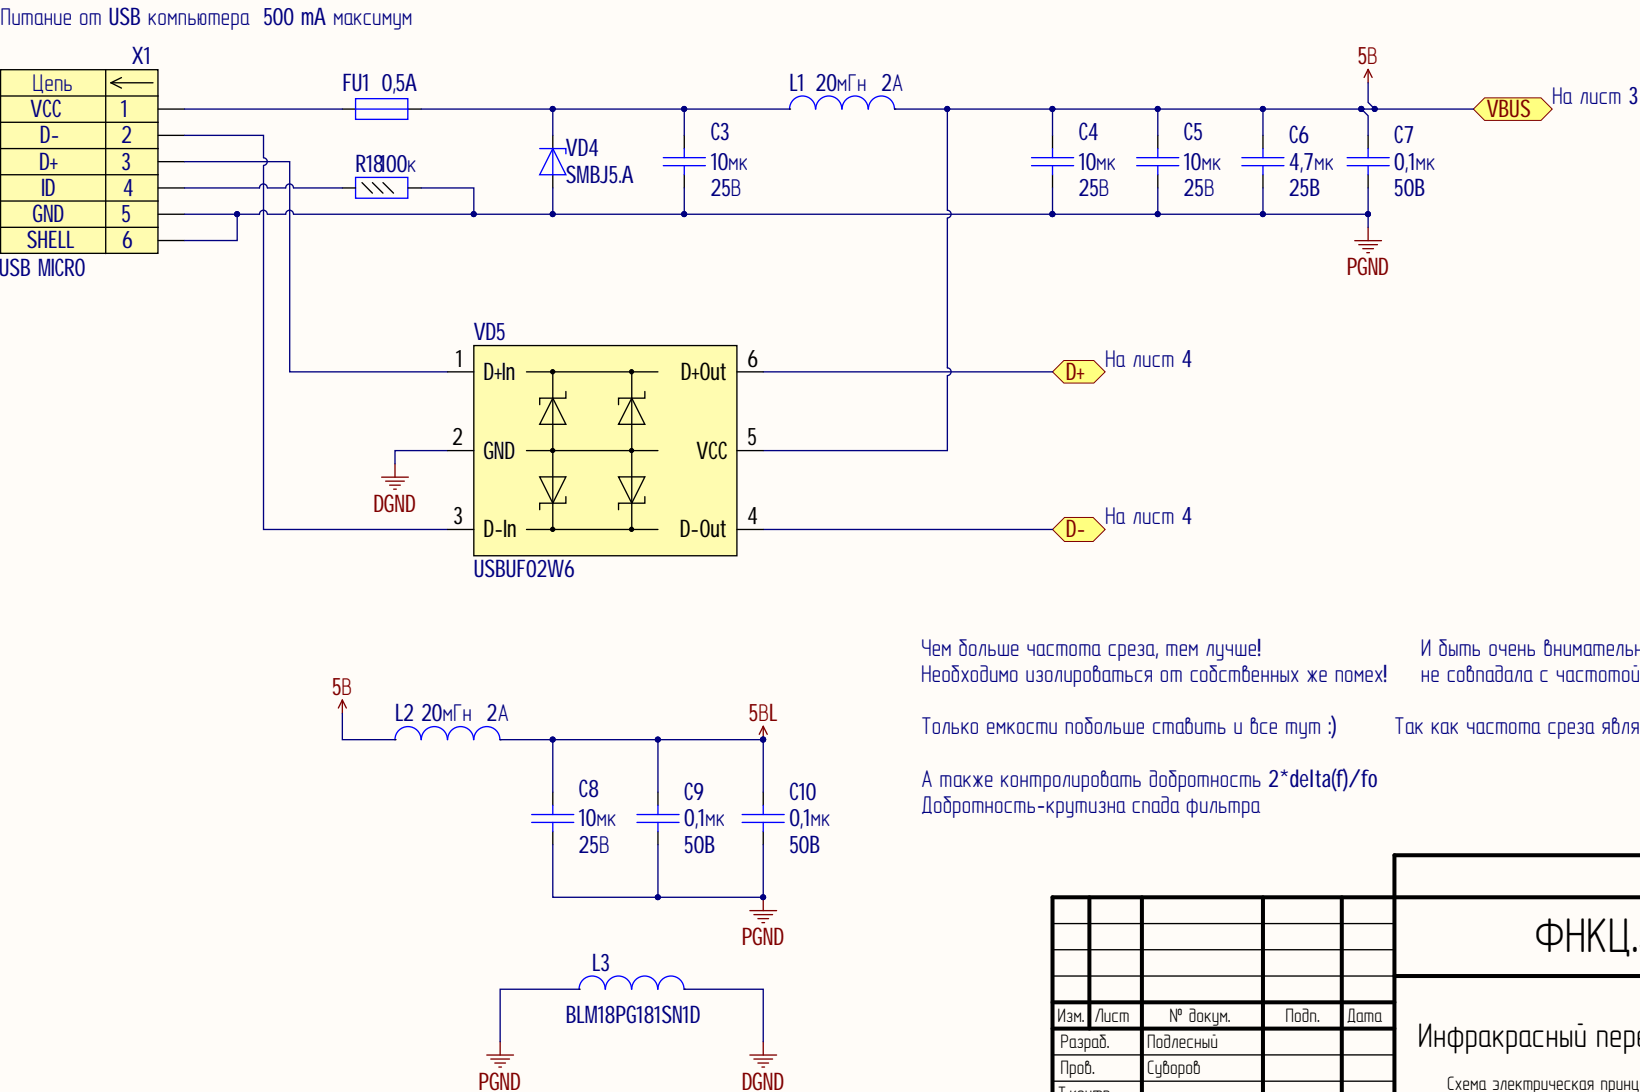 Питание от USB компьютера 500 mA максимум
X1
Цепь
VCC 1
D- 2
D+ 3
ID 4
GND 5
SHELL 6
USB MICRO
FU1 0,5А
R18 100к
VD4
SMBJ5.A
C3
10мк
25В
L1 20мГн 2А
C4
10мк
25В
C5
10мк
25В
C6
4,7мк
25В
5В
C7
0,1мк
50В
VBUS
На лист 3
PGND
VD5
1 D+In
2 GND
3 D-In
D+Out 6
VCC 5
D-Out 4
USBUF02W6
DGND
D+
На лист 4
D-
На лист 4
Чем больше частота среза, тем лучше!
Необходимо изолироваться от собственных же помех!
Только емкости побольше ставить и все тут :)
А также контролировать добротность 2*delta(f)/fo
Добротность-крутизна спада фильтра
И быть очень
не совпадала с частотой
Так как частота среза
5В
L2 20мГн 2А
5BL
C8
10мк
25В
C9
0,1мк
50В
C10
0,1мк
50В
PGND
L3
BLM18PG181SN1D
PGND
DGND
ФНКЦ.
Изм. Лист № докум. Подп. Дата
Разраб. Подлесный
Пров. Суворов
Инфракрасный
Схема электрическая